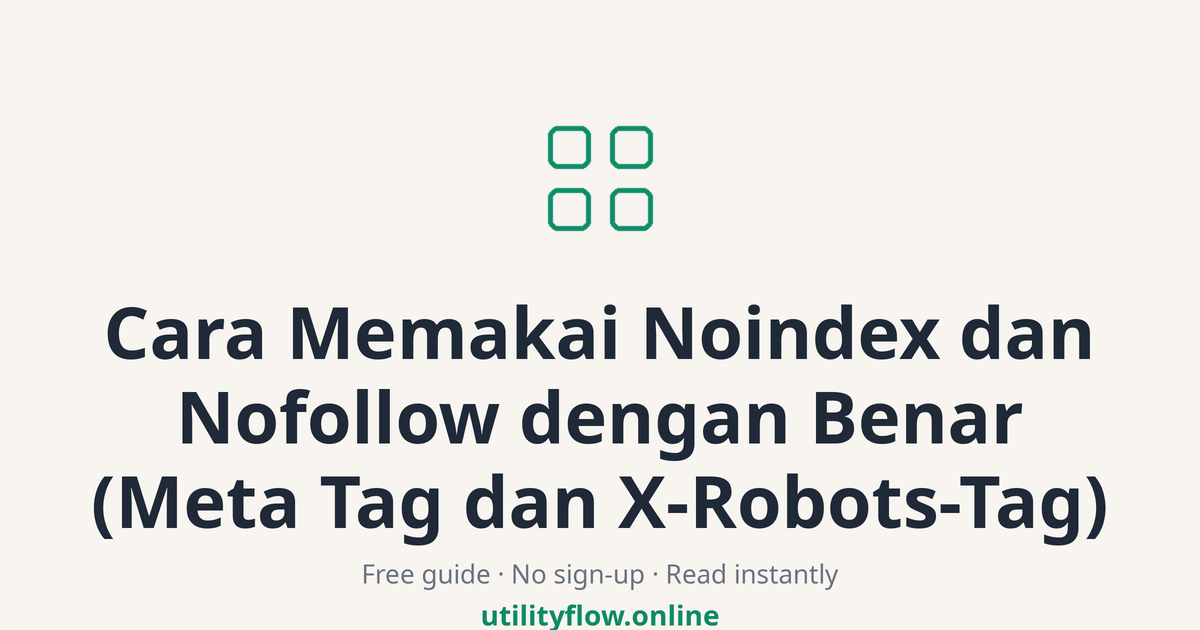 Cara Memakai Noindex dan
Nofollow dengan Benar
(Meta Tag dan X-Robots-Tag)
Free guide · No sign-up · Read instantly
utilityflow.online